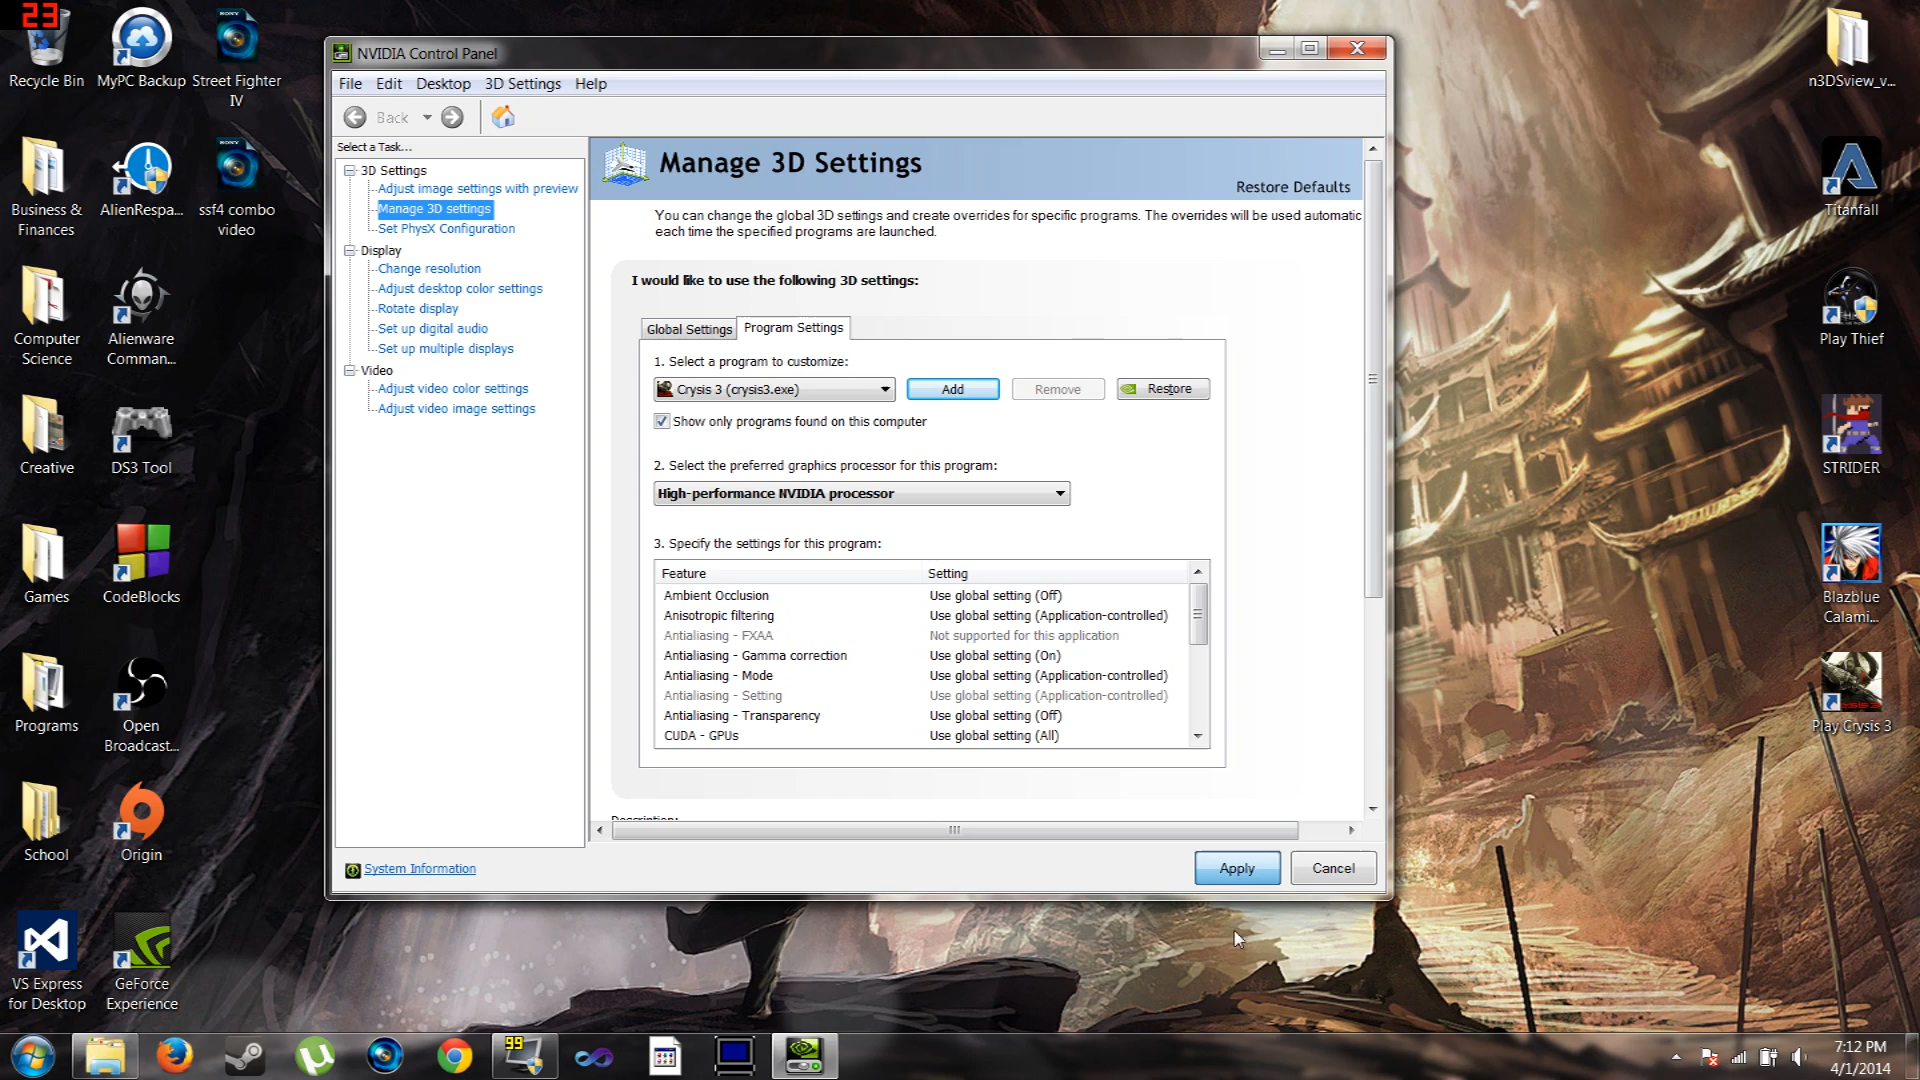 23
Recycle Bin
MyPC Backup
Street Fighter
IV
Business &
Finances
AlienRespa...
ssf4 combo
video
Computer
Science
Alienware
Comman...
Creative
DS3 Tool
Games
CodeBlocks
Programs
Open
Broadcast...
School
Origin
VS Express
for Desktop
GeForce
Experience
NVIDIA Control Panel
File Edit Desktop 3D Settings Help
Back
Select a Task...
3D Settings
Adjust image settings with preview
Manage 3D settings
Set PhysX Configuration
Display
Change resolution
Adjust desktop color settings
Rotate display
Set up digital audio
Set up multiple displays
Video
Adjust video color settings
Adjust video image settings
System Information
Manage 3D Settings
Restore Defaults
You can change the global 3D settings and create overrides for specific programs. The overrides will be used automatic
each time the specified programs are launched.
I would like to use the following 3D settings:
Global Settings Program Settings
1. Select a program to customize:
Crysis 3 (crysis3.exe) Add Remove Restore
Show only programs found on this computer
2. Select the preferred graphics processor for this program:
High-performance NVIDIA processor
3. Specify the settings for this program:
Feature Setting
Ambient Occlusion Use global setting (Off)
Anisotropic filtering Use global setting (Application-controlled)
Antialiasing - FXAA Not supported for this application
Antialiasing - Gamma correction Use global setting (On)
Antialiasing - Mode Use global setting (Application-controlled)
Antialiasing - Setting Use global setting (Application-controlled)
Antialiasing - Transparency Use global setting (Off)
CUDA - GPUs Use global setting (All)
Description:
Apply Cancel
n3DSview_v...
Titanfall
Play Thief
STRIDER
Blazblue
Calami...
Play Crysis 3
99
7:12 PM
4/1/2014